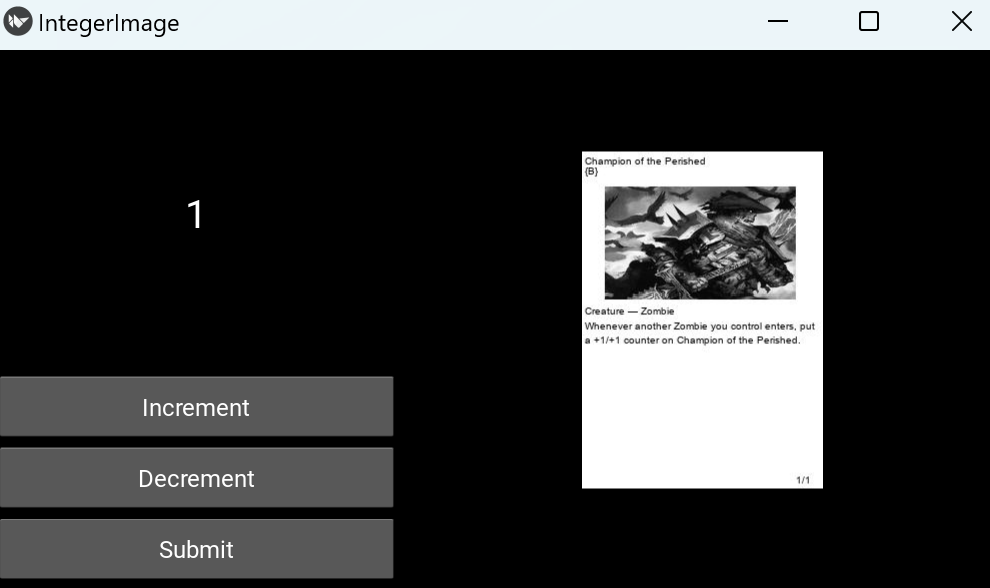 IntegerImage
1
Increment
Decrement
Submit
Champion of the Perished
{B}
Creature — Zombie
Whenever another Zombie you control enters, put
a +1/+1 counter on Champion of the Perished.
1/1